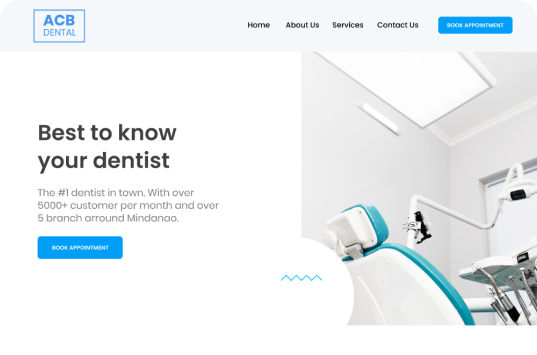 ACB
DENTAL
Home About Us Services Contact Us BOOK APPOINTMENT
Best to know
your dentist
The #1 dentist in town. With over
5000+ customer per month and over
5 branch arround Mindanao.
BOOK APPOINTMENT